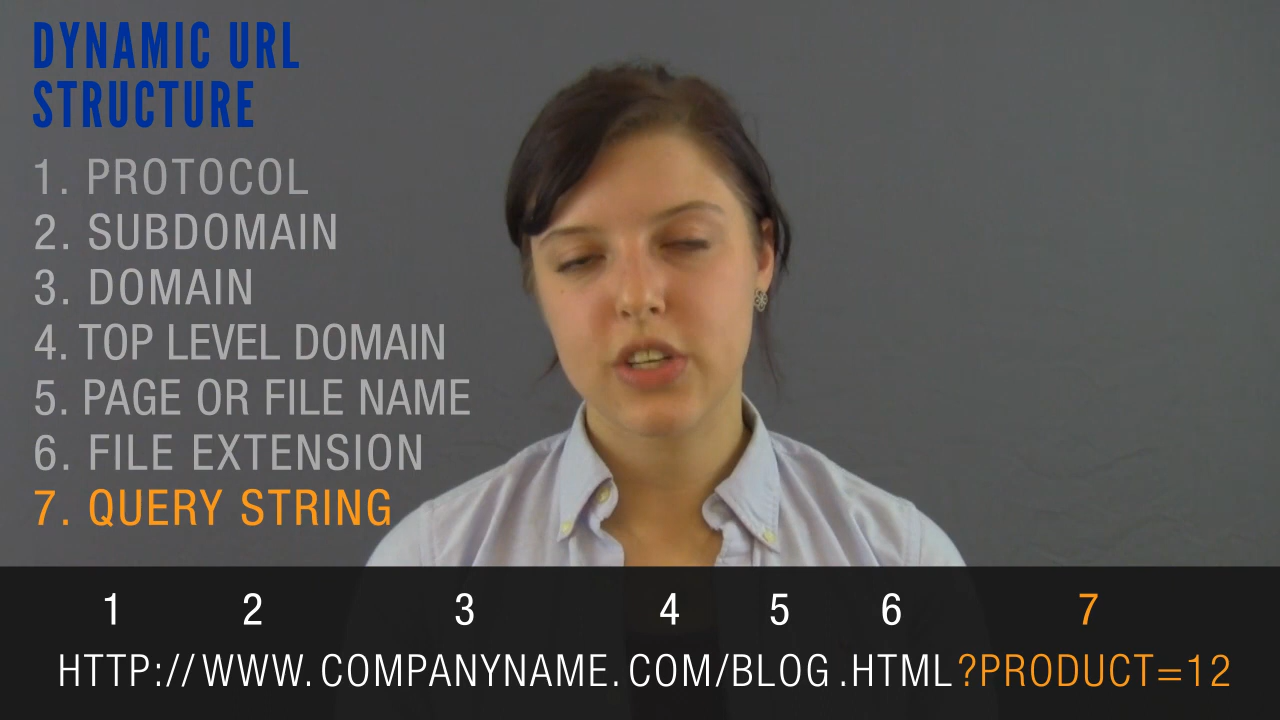 DYNAMIC URL
STRUCTURE
1. PROTOCOL
2. SUBDOMAIN
3. DOMAIN
4. TOP LEVEL DOMAIN
5. PAGE OR FILE NAME
6. FILE EXTENSION
7. QUERY STRING
1 2 3 4 5 6 7
HTTP://WWW.COMPANYNAME.COM/BLOG.HTML?PRODUCT=12